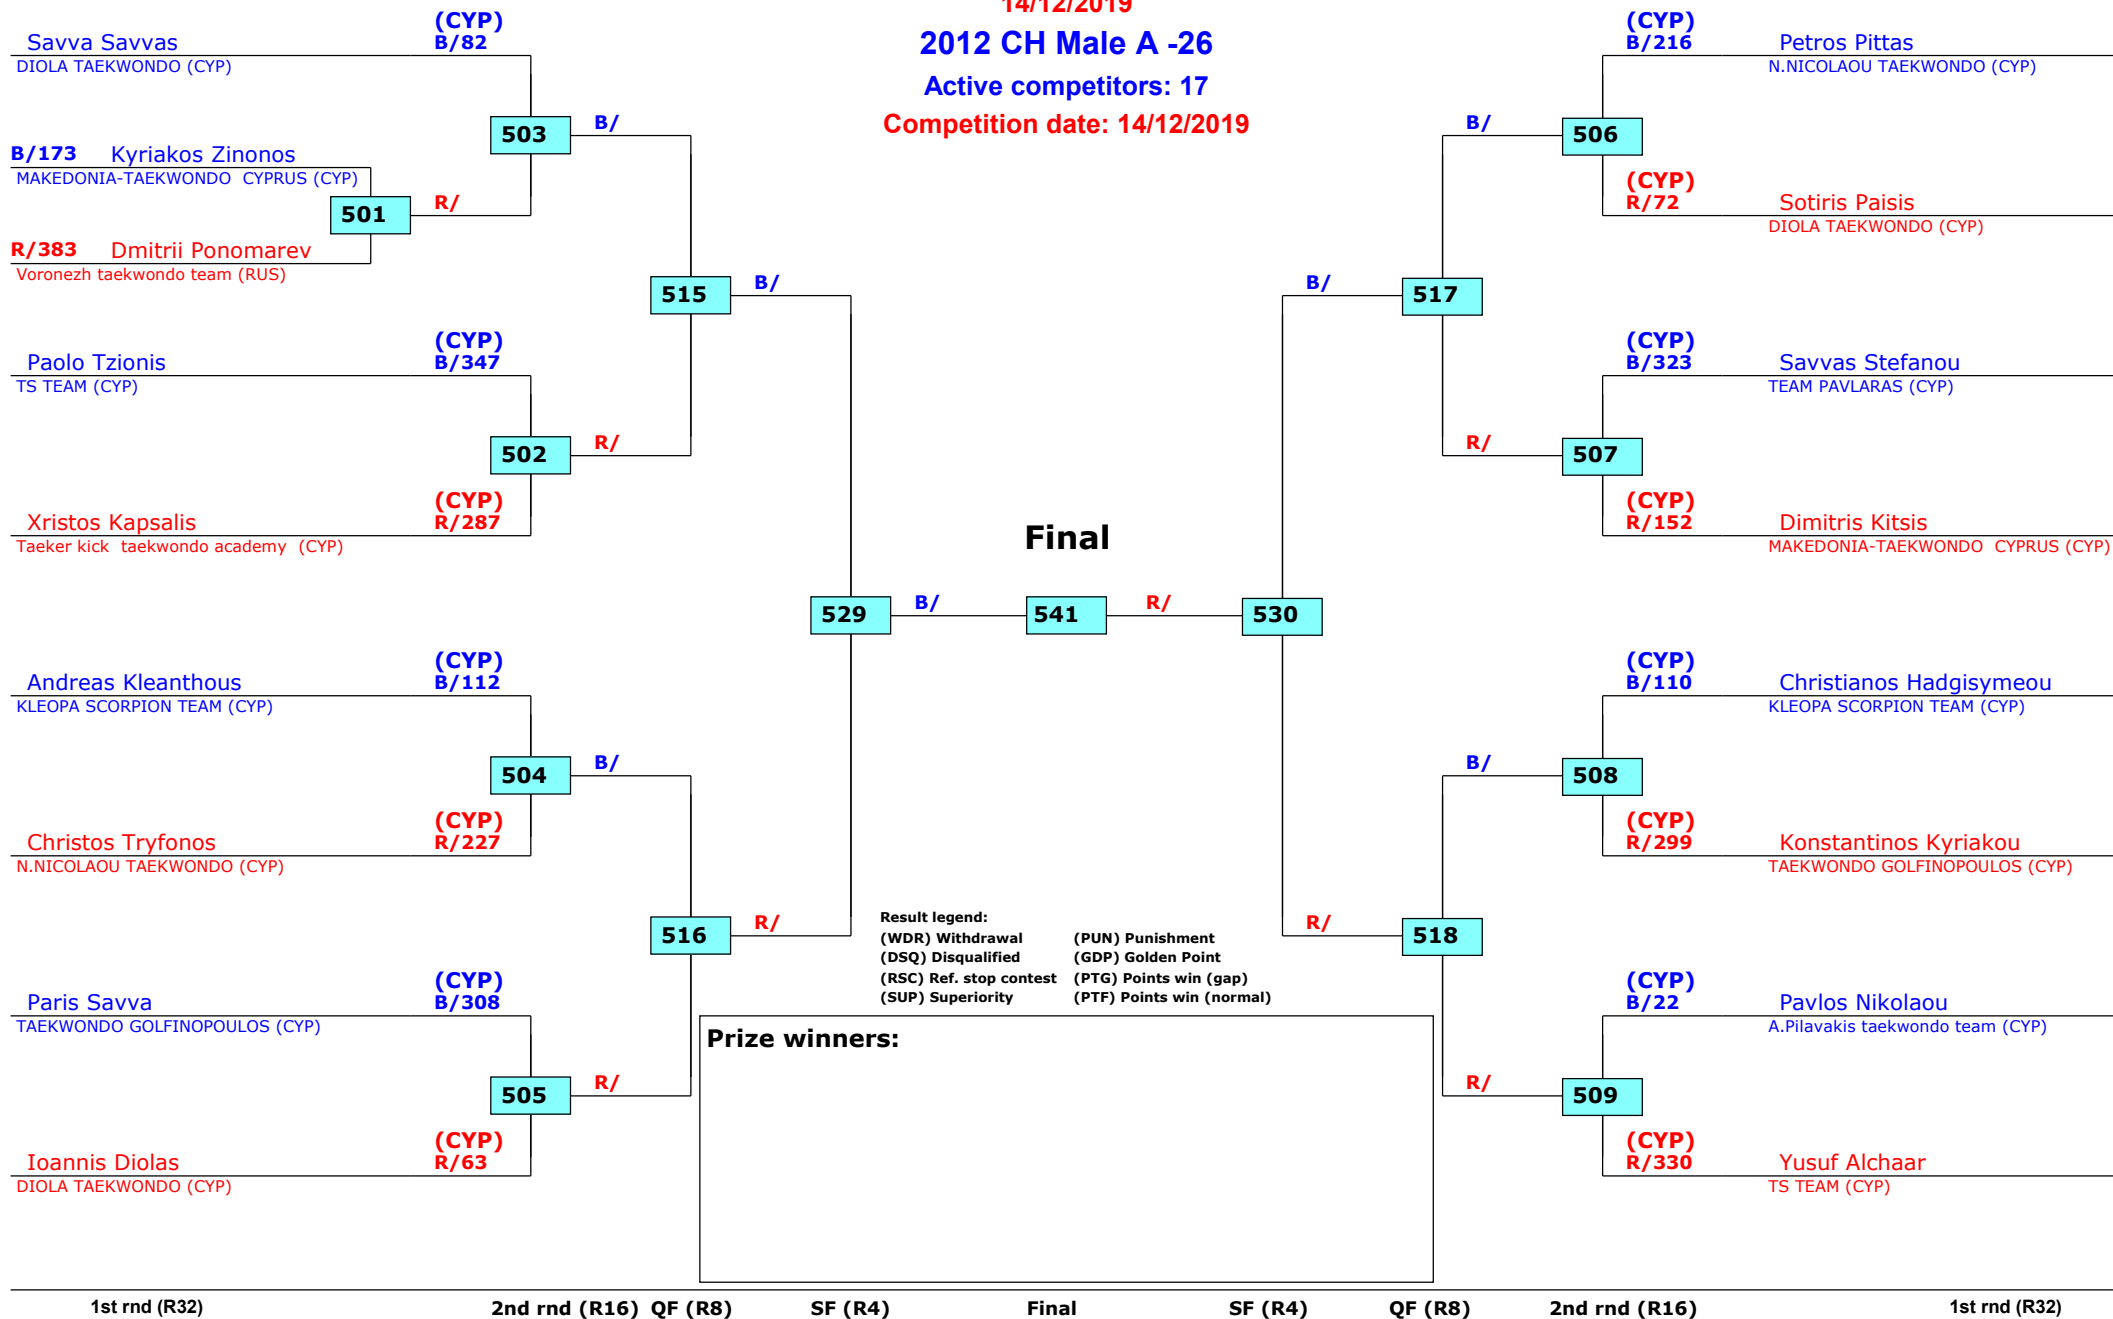 14/12/2019
2012 CH Male A -26
Active competitors: 17
Competition date: 14/12/2019
(CYP)
Savva Savvas B/82
DIOLA TAEKWONDO (CYP)
503 B/
B/173 Kyriakos Zinonos
MAKEDONIA-TAEKWONDO CYPRUS (CYP)
501 R/
R/383 Dmitrii Ponomarev
Voronezh taekwondo team (RUS)
515 B/
(CYP)
Paolo Tzionis B/347
TS TEAM (CYP)
502 R/
(CYP)
Xristos Kapsalis R/287
Taeker kick taekwondo academy (CYP)
529 B/
(CYP)
Andreas Kleanthous B/112
KLEOPA SCORPION TEAM (CYP)
504 B/
(CYP)
Christos Tryfonos R/227
N.NICOLAOU TAEKWONDO (CYP)
516 R/
(CYP)
Paris Savva B/308
TAEKWONDO GOLFINOPOULOS (CYP)
505 R/
(CYP)
Ioannis Diolas R/63
DIOLA TAEKWONDO (CYP)
Final
541
(CYP)
B/216 Petros Pittas
N.NICOLAOU TAEKWONDO (CYP)
B/ 506
(CYP)
R/72 Sotiris Paisis
DIOLA TAEKWONDO (CYP)
B/ 517
(CYP)
B/323 Savvas Stefanou
TEAM PAVLARAS (CYP)
R/ 507
(CYP)
R/152 Dimitris Kitsis
MAKEDONIA-TAEKWONDO CYPRUS (CYP)
R/ 530
(CYP)
B/110 Christianos Hadgisymeou
KLEOPA SCORPION TEAM (CYP)
B/ 508
(CYP)
R/299 Konstantinos Kyriakou
TAEKWONDO GOLFINOPOULOS (CYP)
R/ 518
(CYP)
B/22 Pavlos Nikolaou
A.Pilavakis taekwondo team (CYP)
R/ 509
(CYP)
R/330 Yusuf Alchaar
TS TEAM (CYP)
Result legend:
(WDR) Withdrawal (PUN) Punishment
(DSQ) Disqualified (GDP) Golden Point
(RSC) Ref. stop contest (PTG) Points win (gap)
(SUP) Superiority (PTF) Points win (normal)
Prize winners:
1st rnd (R32) 2nd rnd (R16) QF (R8) SF (R4) Final SF (R4) QF (R8) 2nd rnd (R16) 1st rnd (R32)